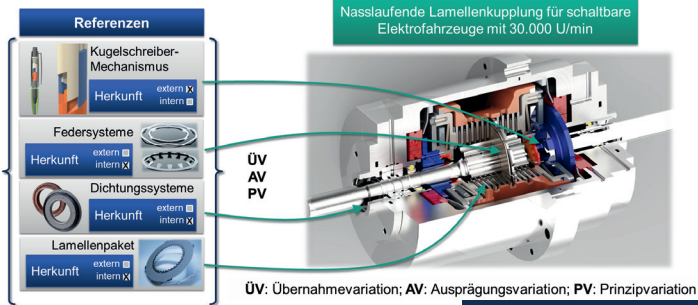 Referenzen
Kugelschreiber-
Mechanismus
Herkunft
extern X
intern
Federsysteme
Herkunft
extern
intern X
Dichtungssysteme
Herkunft
extern
intern X
Lamellenpaket
Herkunft
extern
intern X
ÜV
AV
PV
Nasslaufende Lamellenkupplung für schaltbare
Elektrofahrzeuge mit 30.000 U/min
ÜV: Übernahmevariation; AV: Ausprägungsvariation; PV: Prinzipvariation